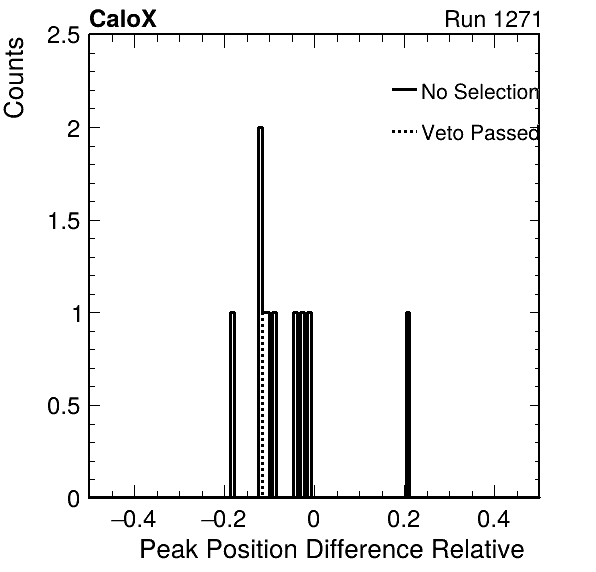 CaloX Run 1271
Counts
2.5
2
1.5
1
0.5
0
No Selection
Veto Passed
−0.4 −0.2 0 0.2 0.4
Peak Position Difference Relative